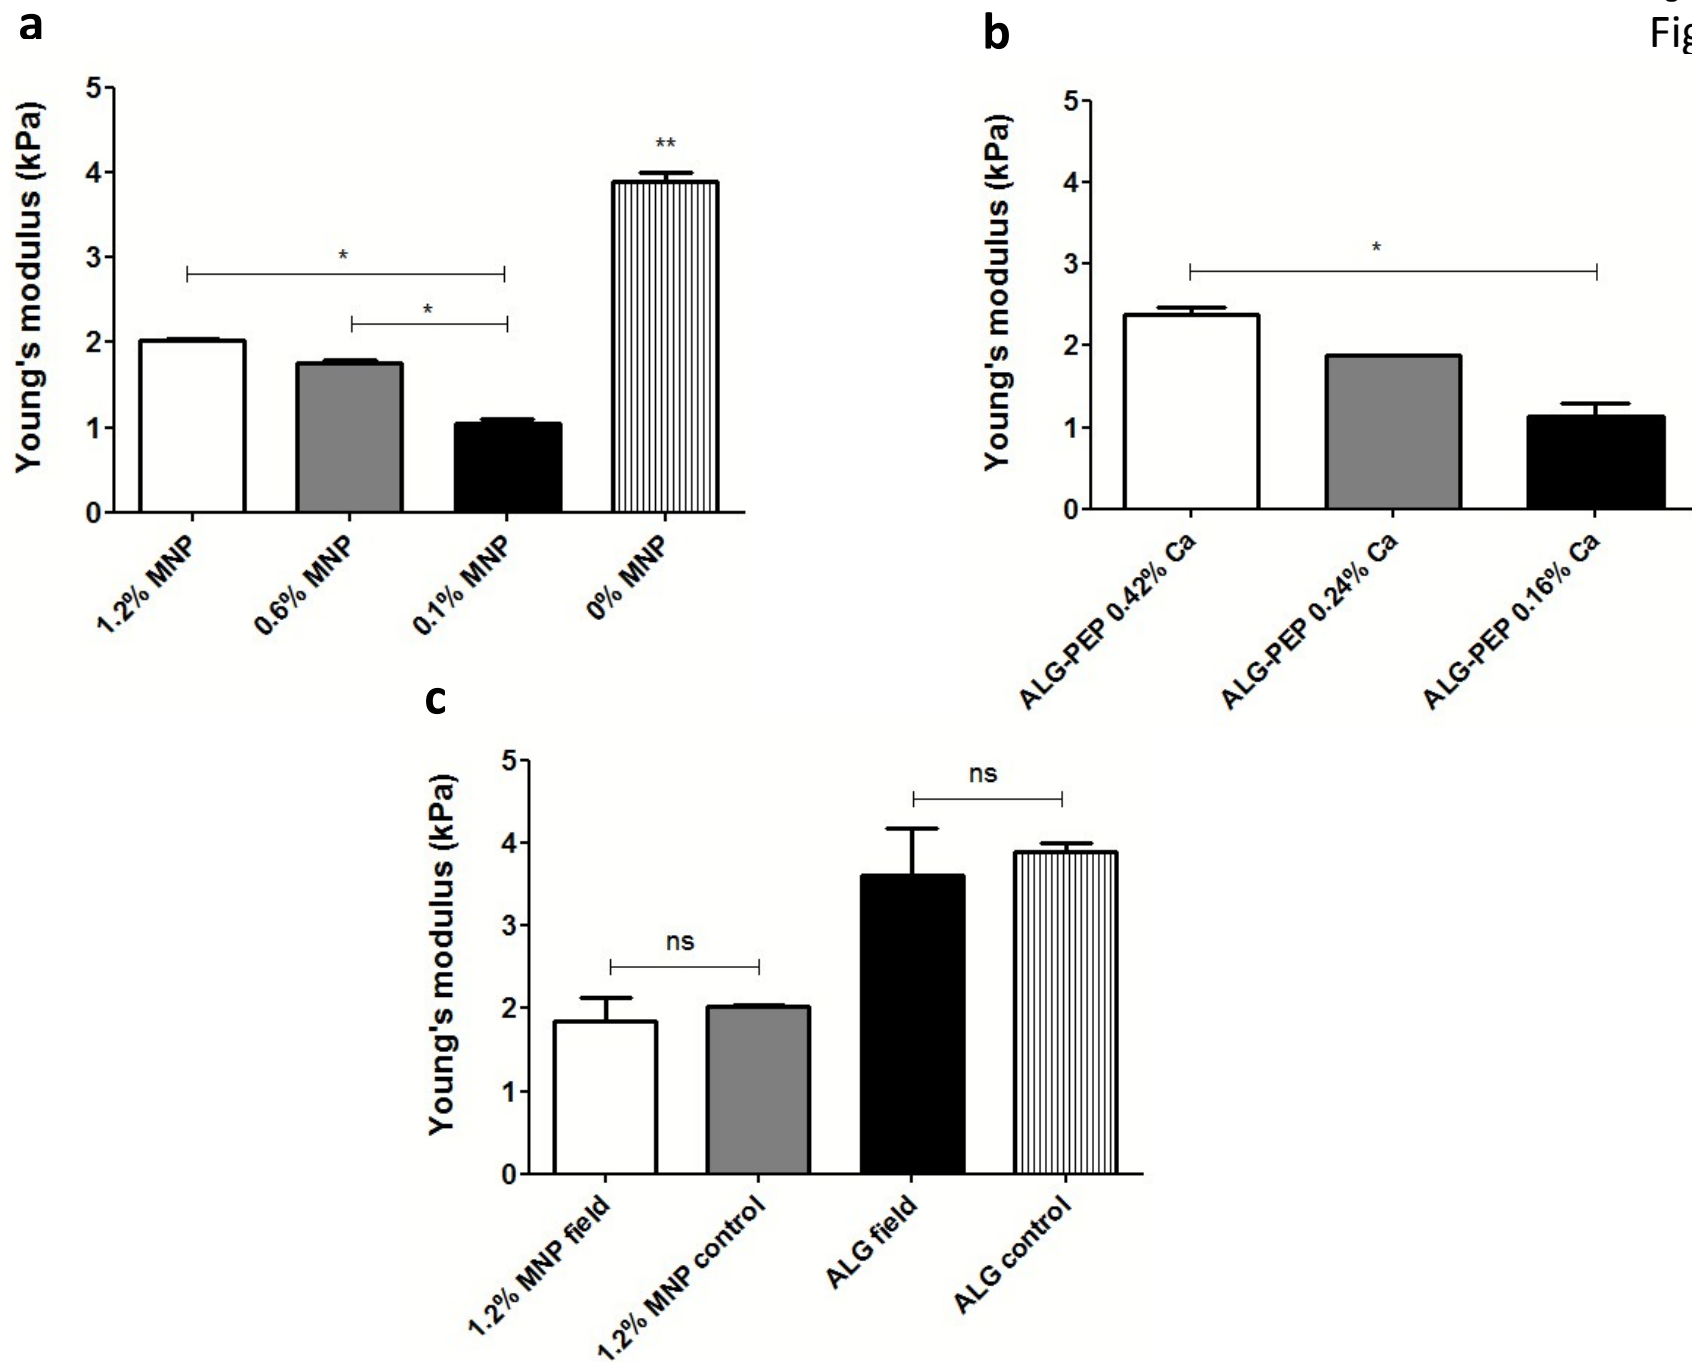 a
b
Fig
Young's modulus (kPa)
5
4
3
2
1
0
*
*
**
1.2% MNP
0.6% MNP
0.1% MNP
0% MNP
Young's modulus (kPa)
5
4
3
2
1
0
*
ALG-PEP 0.42% Ca
ALG-PEP 0.24% Ca
ALG-PEP 0.16% Ca
c
Young's modulus (kPa)
5
4
3
2
1
0
ns
ns
1.2% MNP field
1.2% MNP control
ALG field
ALG control